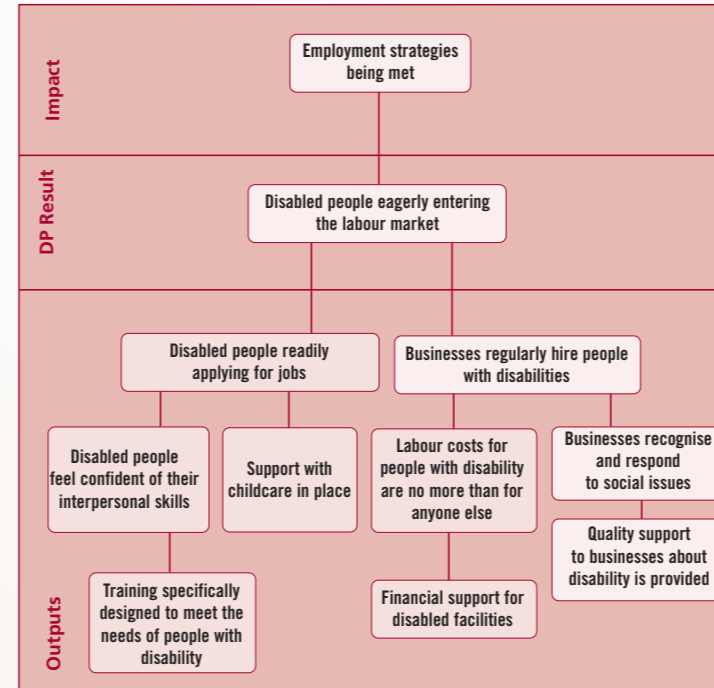 Impact
Employment strategies
being met
DP Result
Disabled people eagerly entering
the labour market
Outputs
Disabled people readily
applying for jobs
Businesses regularly hire people
with disabilities
Disabled people
feel confident of their
interpersonal skills
Support with
childcare in place
Labour costs for
people with disability
are no more than for
anyone else
Businesses recognise
and respond
to social issues
Training specifically
designed to meet the
needs of people with
disability
Financial support for
disabled facilities
Quality support
to businesses about
disability is provided